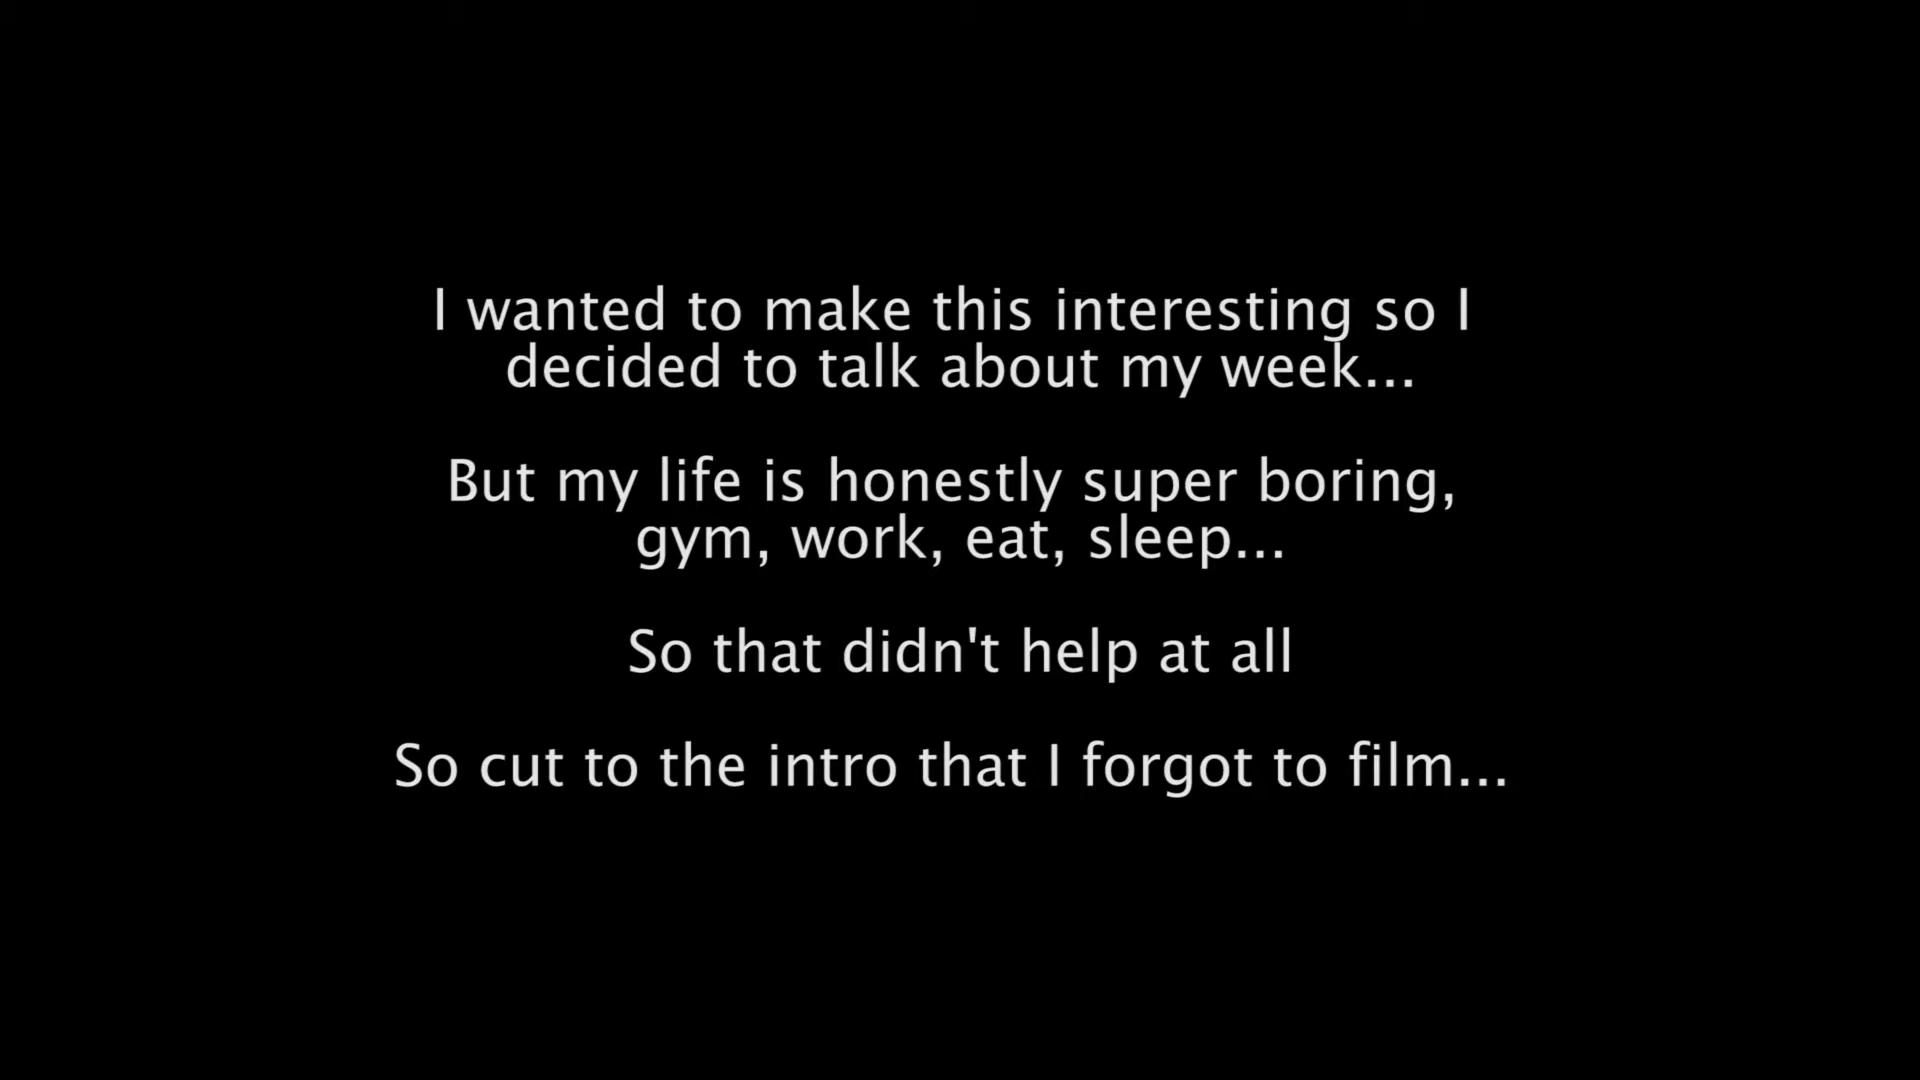 I wanted to make this interesting so I
decided to talk about my week...
But my life is honestly super boring,
gym, work, eat, sleep...
So that didn't help at all
So cut to the intro that I forgot to film...